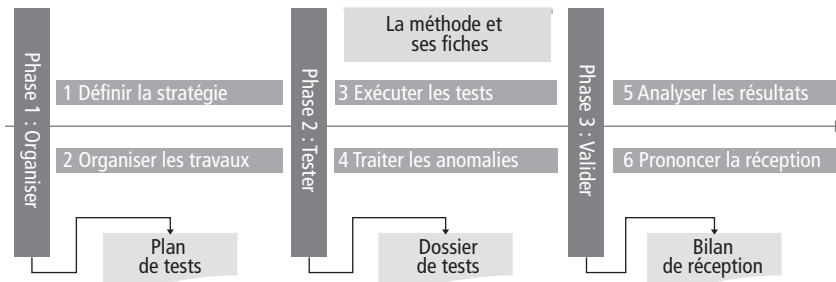 La méthode et
ses fiches
Phase 1 : Organiser
1 Définir la stratégie
2 Organiser les travaux
Plan
de tests
Phase 2 : Tester
3 Exécuter les tests
4 Traiter les anomalies
Dossier
de tests
Phase 3 : Valider
5 Analyser les résultats
6 Prononcer la réception
Bilan
de réception